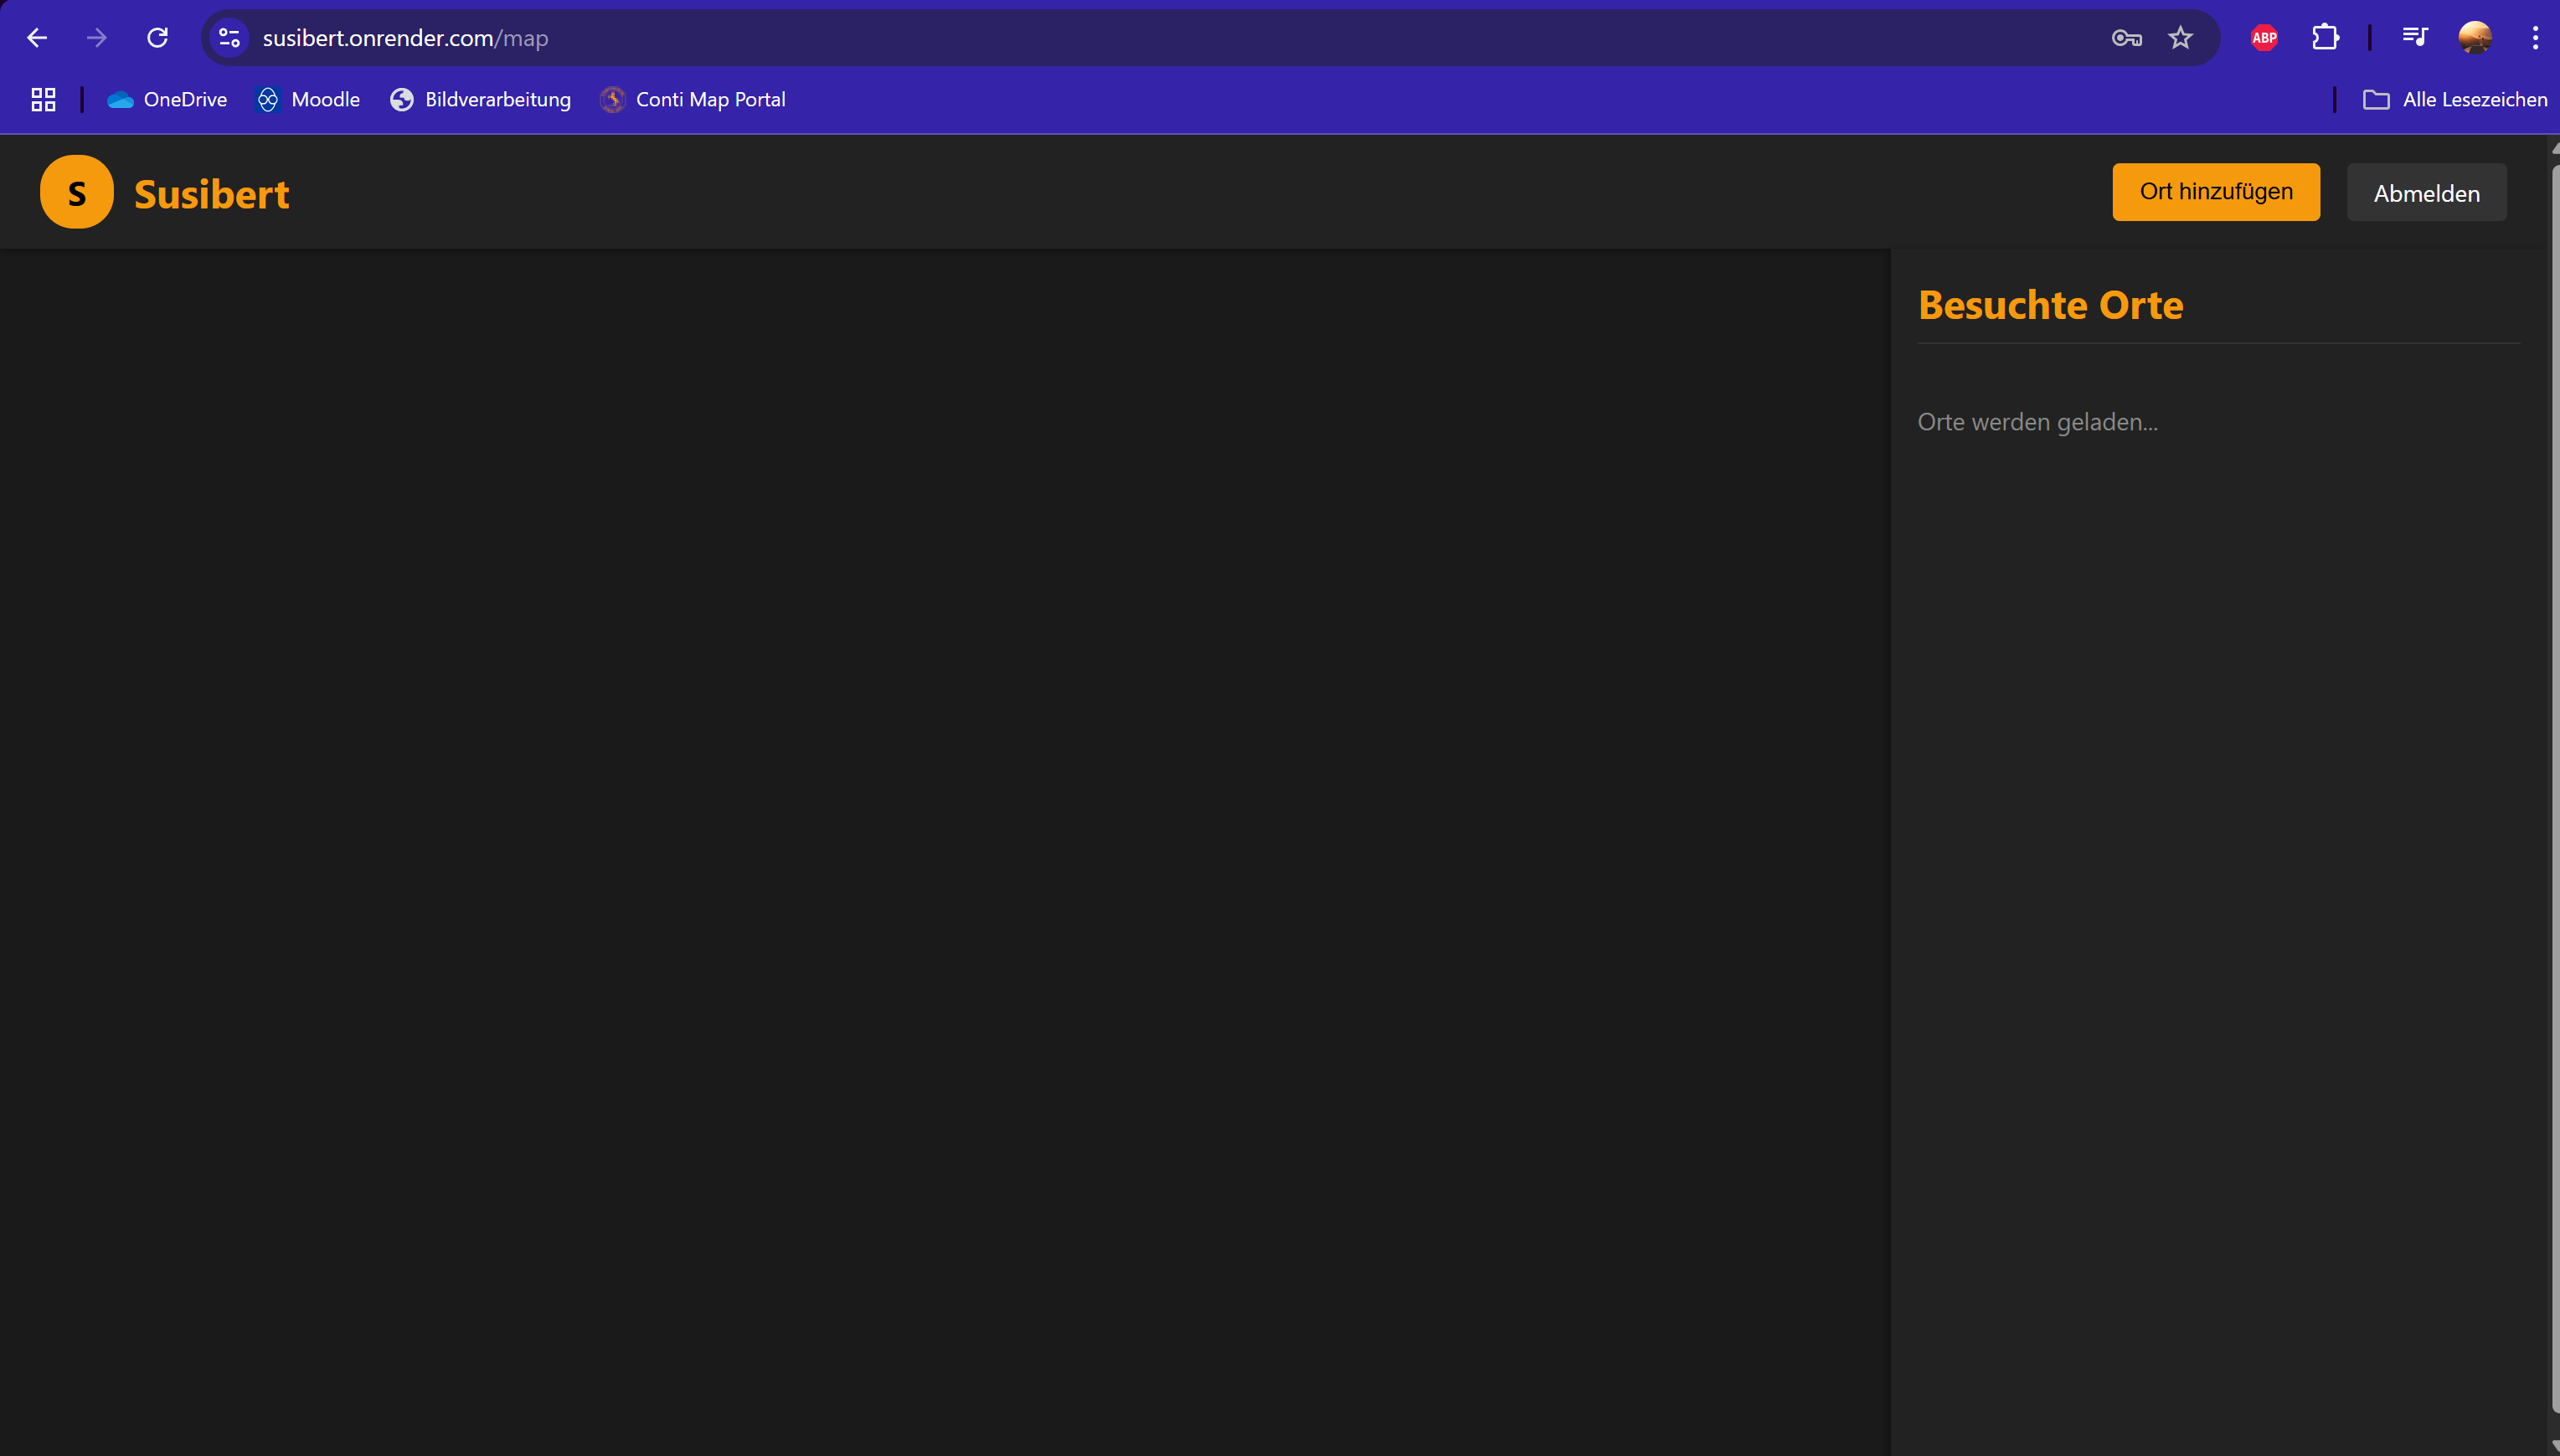 susibert.onrender.com/map
ABP
OneDrive
Moodle
Bildverarbeitung
Conti Map Portal
Alle Lesezeichen
S
Susibert
Ort hinzufügen
Abmelden
Besuchte Orte
Orte werden geladen...